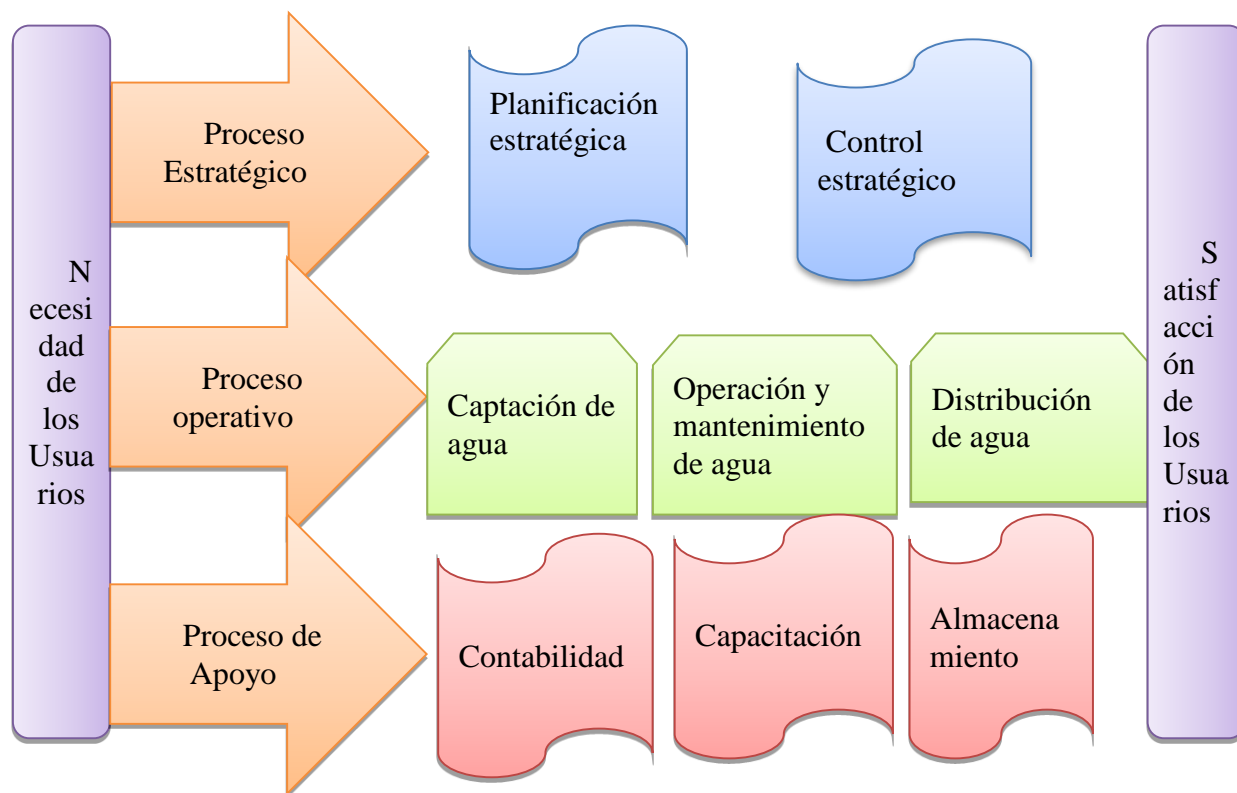 N
ecesi
dad
de
los
Usua
rios
Proceso
Estratégico
Planificación
estratégica
Control
estratégico
Proceso
operativo
Captación de
agua
Operación y
mantenimiento
de agua
Distribución
de agua
Proceso de
Apoyo
Contabilidad
Capacitación
Almacena
miento
S
atisf
acci
ón
de
los
Usua
rios